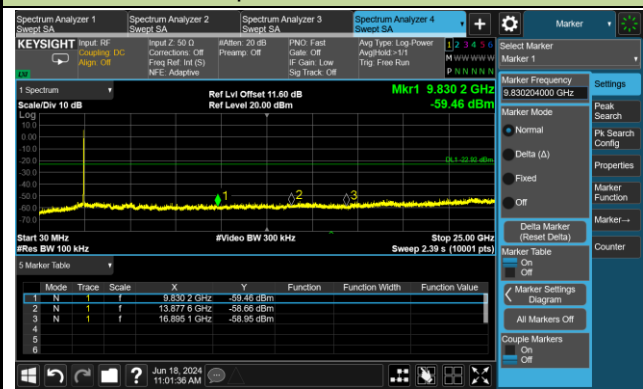 Spectrum Analyzer 1
Swept SA
Spectrum Analyzer 2
Swept SA
Spectrum Analyzer 3
Swept SA
Spectrum Analyzer 4
Swept SA
+
Marker
KEYSIGHT
Input: RF
Coupling: DC
Align: Off
Input Z: 50 Ω
Corrections: Off
Freq Ref: Int (S)
NFE: Adaptive
#Atten: 20 dB
Preamp: Off
PNO: Fast
Gate: Off
IF Gain: Low
Sig Track: Off
Avg Type: Log-Power
Avg|Hold:>1/1
Trig: Free Run
1 2 3 4 5 6
M W W W W W
P N N N N N
Select Marker
Marker 1
1 Spectrum
Scale/Div 10 dB
Ref Lvl Offset 11.60 dB
Ref Level 20.00 dBm
Mkr1 9.830 2 GHz
-59.46 dBm
Log
10.0
0.00
-10.0
-20.0
-30.0
-40.0
-50.0
-60.0
-70.0
DL1 -22.92 dBm
1
2
3
Start 30 MHz
#Res BW 100 kHz
#Video BW 300 kHz
Stop 25.00 GHz
Sweep 2.39 s (10001 pts)
5 Marker Table
Mode Trace Scale X Y Function Function Width Function Value
1 N 1 f 9.830 2 GHz -59.46 dBm
2 N 1 f 13.877 6 GHz -58.66 dBm
3 N 1 f 16.895 1 GHz -58.95 dBm
4
5
6
Marker Frequency
9.830204000 GHz
Marker Mode
Normal
Delta (Δ)
Fixed
Off
Delta Marker
(Reset Delta)
Marker Table
On
Off
Marker Settings
Diagram
All Markers Off
Couple Markers
On
Off
Settings
Peak
Search
Pk Search
Config
Properties
Marker
Function
Marker→
Counter
?
Jun 18, 2024
11:01:36 AM